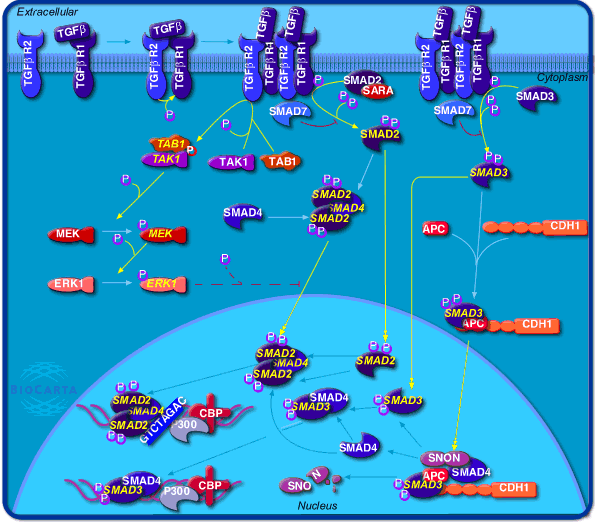 Extracellular
TGFβ
TGFβ R2
TGFβ R1
TGFβ
TGFβ R2
TGFβ R1
TGFβ
TGFβ
TGFβ R2
TGFβ R1
TGFβ R1
TGFβ
TGFβ
TGFβ R2
TGFβ R1
TGFβ R1
Cytoplasm
P
P
SMAD2
SARA
SMAD7
P
P
SMAD2
P
P
SMAD3
SMAD7
P
P
SMAD3
P
P
TAB1
P
TAK1
P
TAK1
TAB1
P
P
P
SMAD2
SMAD4
SMAD2
P
P
SMAD4
MEK
P
P
MEK
P
ERK1
P
ERK1
P
APC
CDH1
P
P
SMAD3
APC
CDH1
P
P
SMAD2
SMAD4
SMAD2
P
P
P
P
SMAD2
BIOCARTA
P
P
SMAD2
SMAD4
SMAD2
P
P
GTCTAGAC
P300
CBP
SMAD4
SMAD3
P
P
SMAD3
P
P
SMAD4
SNON
APC
SMAD4
SMAD3
P
P
CDH1
SMAD4
SMAD3
P
P
P300
CBP
SNO
N
Nucleus